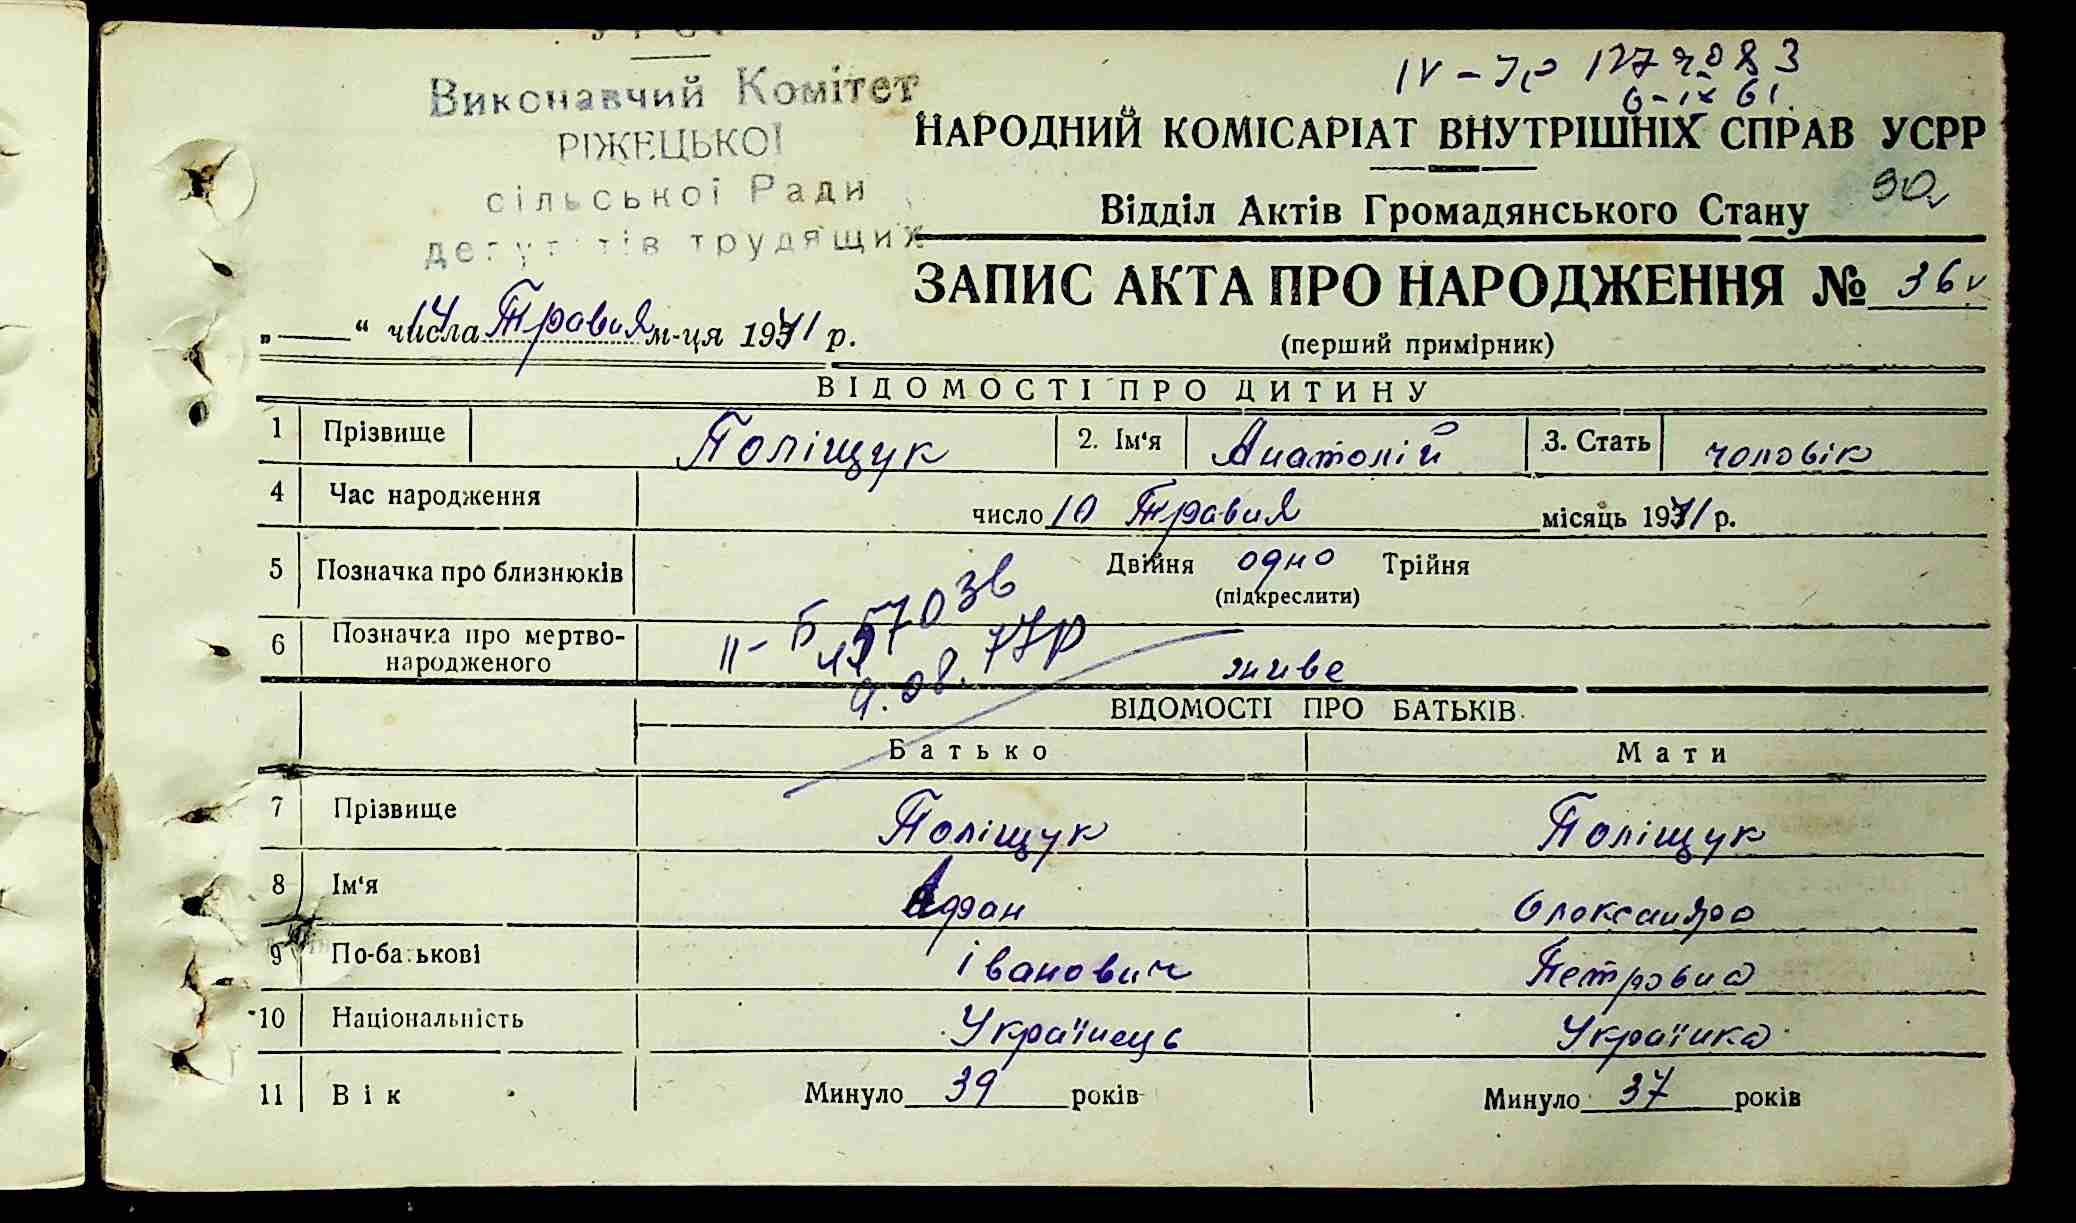 Виконавчий Комітет
РІЖЕЦЬКОЇ
сільської Ради
депутатів трудящих
6-IX 61.
НАРОДНИЙ КОМІСАРІАТ ВНУТРІШНІХ СПРАВ УСРР
Відділ Актів Громадянського Стану
ЗАПИС АКТА ПРО НАРОДЖЕННЯ № 36
„ “ 14 числа Травня м-ця 1941 р.
(перший примірник)
ВІДОМОСТІ ПРО ДИТИНУ
1 Прізвище Поліщук 2. Ім'я Анатолій 3. Стать чоловік
4 Час народження число 10 Травня місяць 1941 р.
5 Позначка про близнюків Двійня одно Трійня
(підкреслити)
6 Позначка про мертво-
народженого живе
ВІДОМОСТІ ПРО БАТЬКІВ
Батько Мати
7 Прізвище Поліщук Поліщук
8 Ім'я Олександра
9 По-батькові Іванович Петровна
10 Національність Українець Українка
11 Вік Минуло 39 років Минуло 37 років